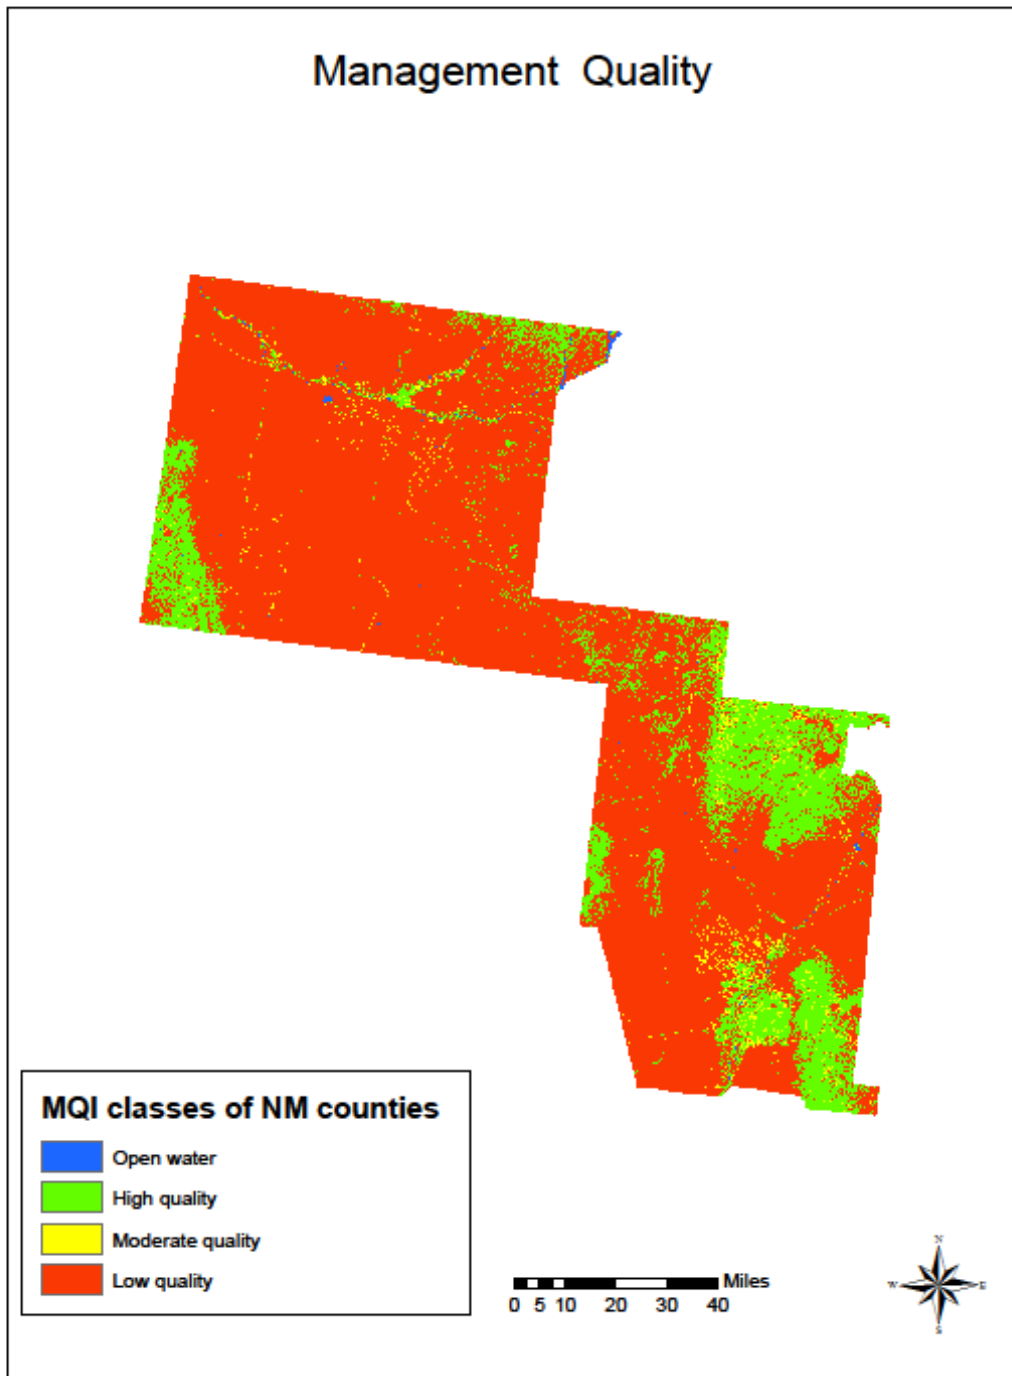 Management Quality
MQI classes of NM counties
Open water
High quality
Moderate quality
Low quality
Miles
0 5 10 20 30 40
N
W E
S